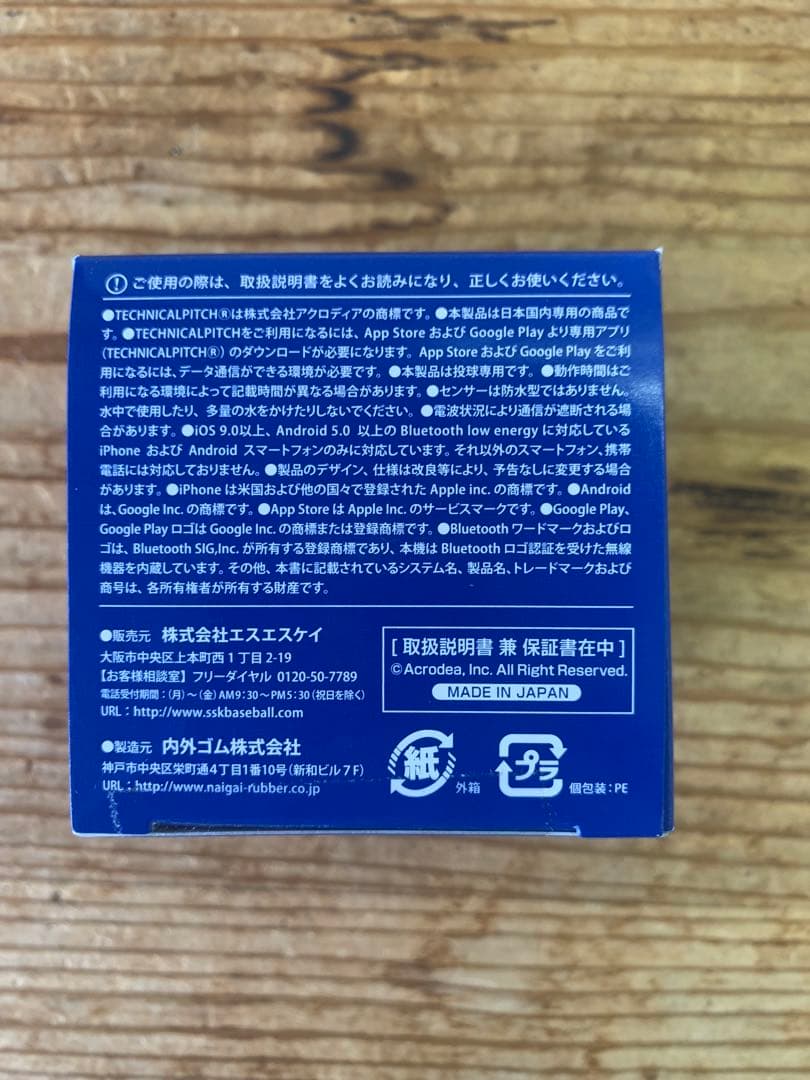 ! ご使用の際は、取扱説明書をよくお読みになり、正しくお使いください。
●TECHNICALPITCH®は株式会社アクロディアの商標です。●本製品は日本国内専用の商品で
す。●TECHNICALPITCHをご利用になるには、App Store および Google Play より専用アプリ
（TECHNICALPITCH®）のダウンロードが必要になります。App Store および Google Play をご利
用になるには、データ通信ができる環境が必要です。●本製品は投球専用です。●動作時間はご
利用になる環境によって記載時間が異なる場合があります。●センサーは防水型ではありません。
水中で使用したり、多量の水をかけたりしないでください。●電波状況により通信が遮断される場
合があります。●iOS 9.0以上、Android 5.0 以上の Bluetooth low energy に対応している
iPhone および Android スマートフォンのみに対応しています。それ以外のスマートフォン、携帯
電話には対応しておりません。●製品のデザイン、仕様は改良等により、予告なしに変更する場合
があります。●iPhone は米国および他の国々で登録された Apple inc. の商標です。●Android
は、Google Inc. の商標です。●App Store は Apple Inc. のサービスマークです。●Google Play、
Google Play ロゴは Google Inc. の商標または登録商標です。●Bluetooth ワードマークおよびロ
ゴは、Bluetooth SIG,Inc. が所有する登録商標であり、本機は Bluetooth ロゴ認証を受けた無線
機器を内蔵しています。その他、本書に記載されているシステム名、製品名、トレードマークおよび
商号は、各所有権者が所有する財産です。
●販売元 株式会社エスエスケイ
大阪市中央区上本町西1丁目2-19
【お客様相談室】フリーダイヤル 0120-50-7789
電話受付期間：（月）〜（金）AM9：30〜PM5：30（祝日を除く）
URL：http://www.sskbaseball.com
●製造元 内外ゴム株式会社
神戸市中央区栄町通4丁目1番10号（新和ビル7F）
URL：http://www.naigai-rubber.co.jp
[ 取扱説明書 兼 保証書在中 ]
©Acrodea, Inc. All Right Reserved.
MADE IN JAPAN
紙
外箱
プラ
個包装：PE